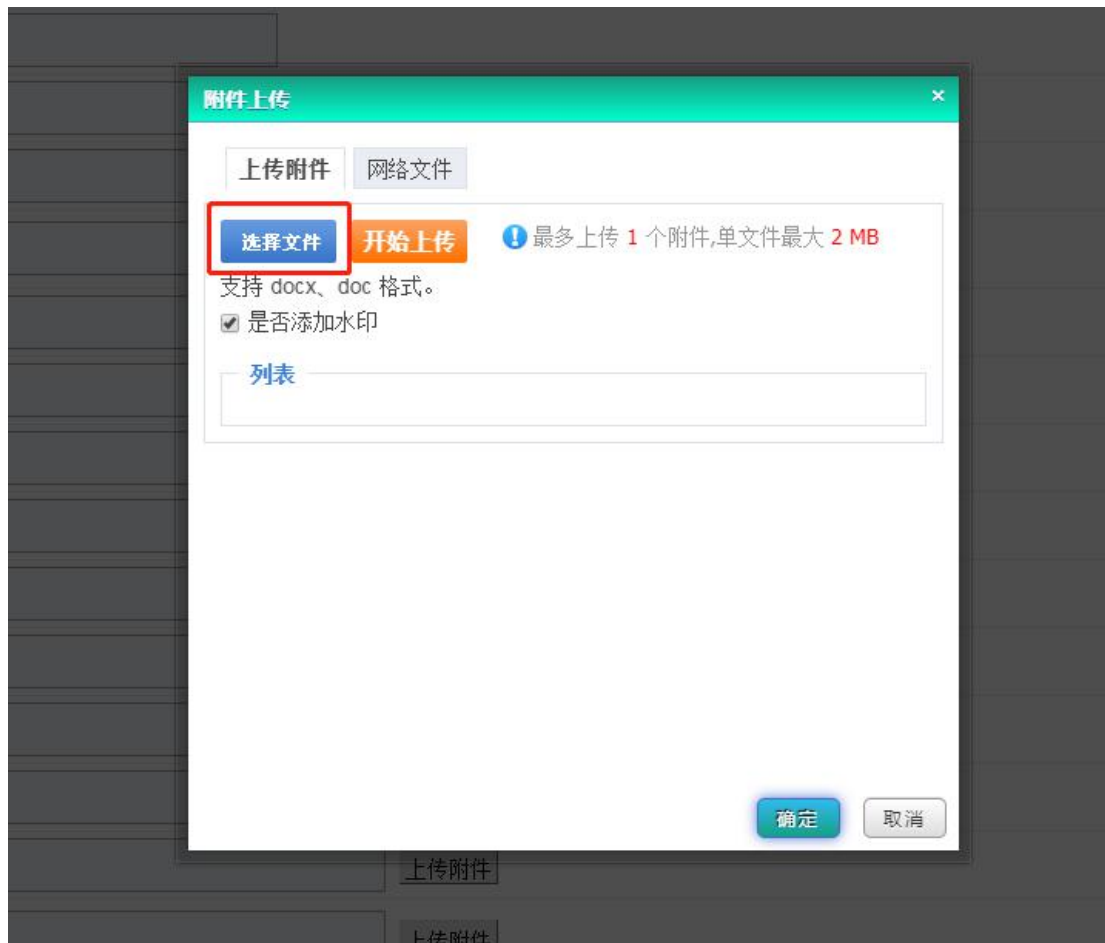 附件上传 ×
上传附件 网络文件
选择文件 开始上传 最多上传 1 个附件,单文件最大 2 MB
支持 docx、doc 格式。
是否添加水印
列表
确定 取消
上传附件
上传附件